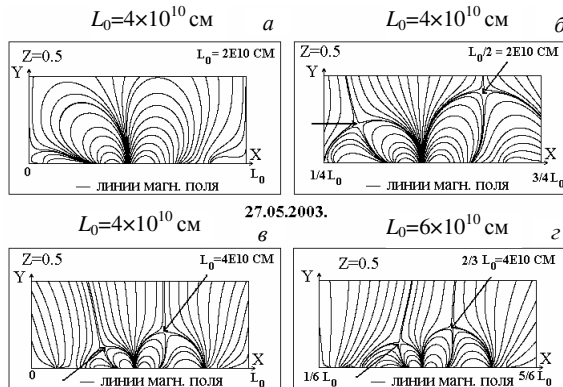 L₀=4×10¹⁰ см
а
Z=0.5
L₀ = 2E10 СМ
Y
X
0
L₀
— линии магн. поля
L₀=4×10¹⁰ см
б
Z=0.5
L₀/2 = 2E10 СМ
Y
X
1/4 L₀
3/4 L₀
— линии магн. поля
27.05.2003.
L₀=4×10¹⁰ см
в
Z=0.5
L₀=4E10 СМ
Y
X
0
L₀
— линии магн. поля
L₀=6×10¹⁰ см
г
Z=0.5
2/3 L₀=4E10 СМ
Y
X
1/6 L₀
5/6 L₀
— линии магн. поля